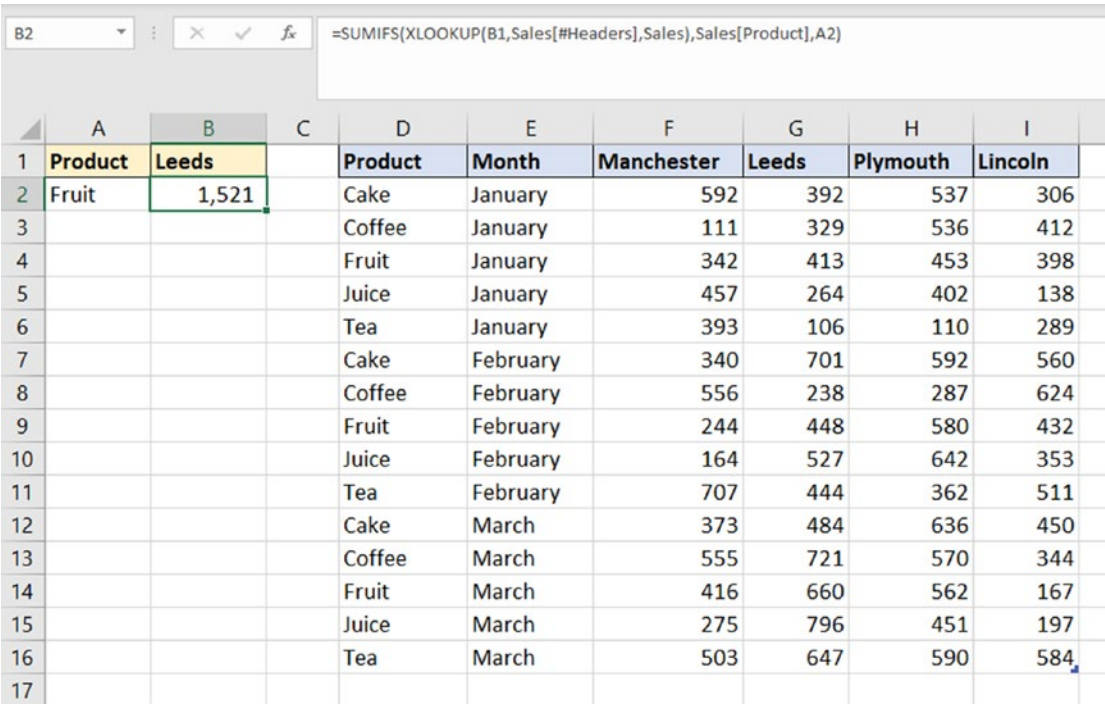 B2 fx =SUMIFS(XLOOKUP(B1,Sales[#Headers],Sales),Sales[Product],A2)
A B C D E F G H I
1 Product Leeds Product Month Manchester Leeds Plymouth Lincoln
2 Fruit 1,521 Cake January 592 392 537 306
3 Coffee January 111 329 536 412
4 Fruit January 342 413 453 398
5 Juice January 457 264 402 138
6 Tea January 393 106 110 289
7 Cake February 340 701 592 560
8 Coffee February 556 238 287 624
9 Fruit February 244 448 580 432
10 Juice February 164 527 642 353
11 Tea February 707 444 362 511
12 Cake March 373 484 636 450
13 Coffee March 555 721 570 344
14 Fruit March 416 660 562 167
15 Juice March 275 796 451 197
16 Tea March 503 647 590 584
17